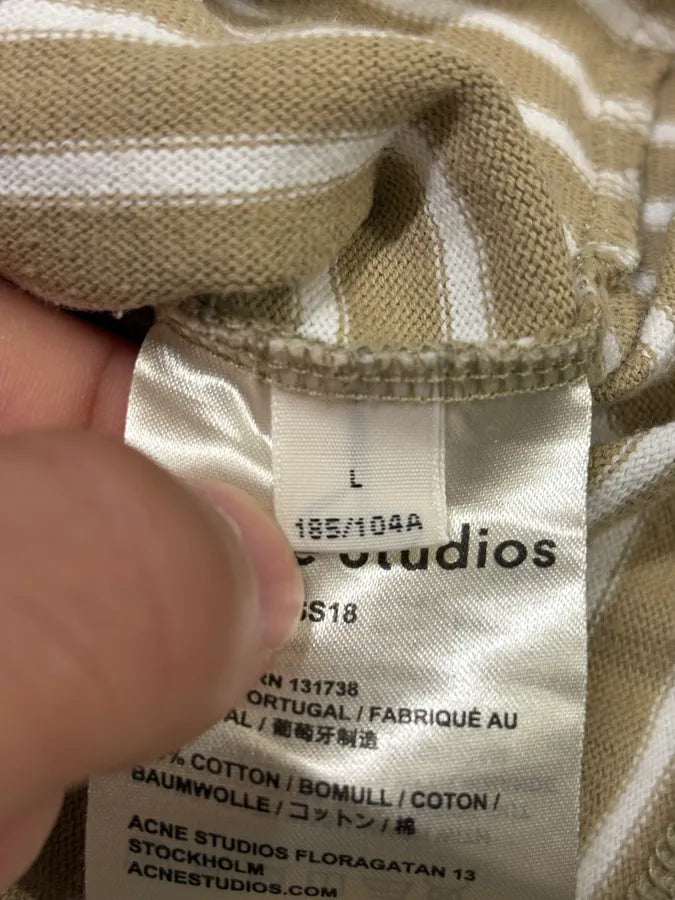 L
185/104A
Studios
SS18
RN 131738
ORTUGAL / FABRIQUÉ AU
AL / 葡萄牙制造
% COTTON / BOMULL / COTON /
BAUMWOLLE / コットン / 棉
ACNE STUDIOS FLORAGATAN 13
STOCKHOLM
ACNESTUDIOS.COM